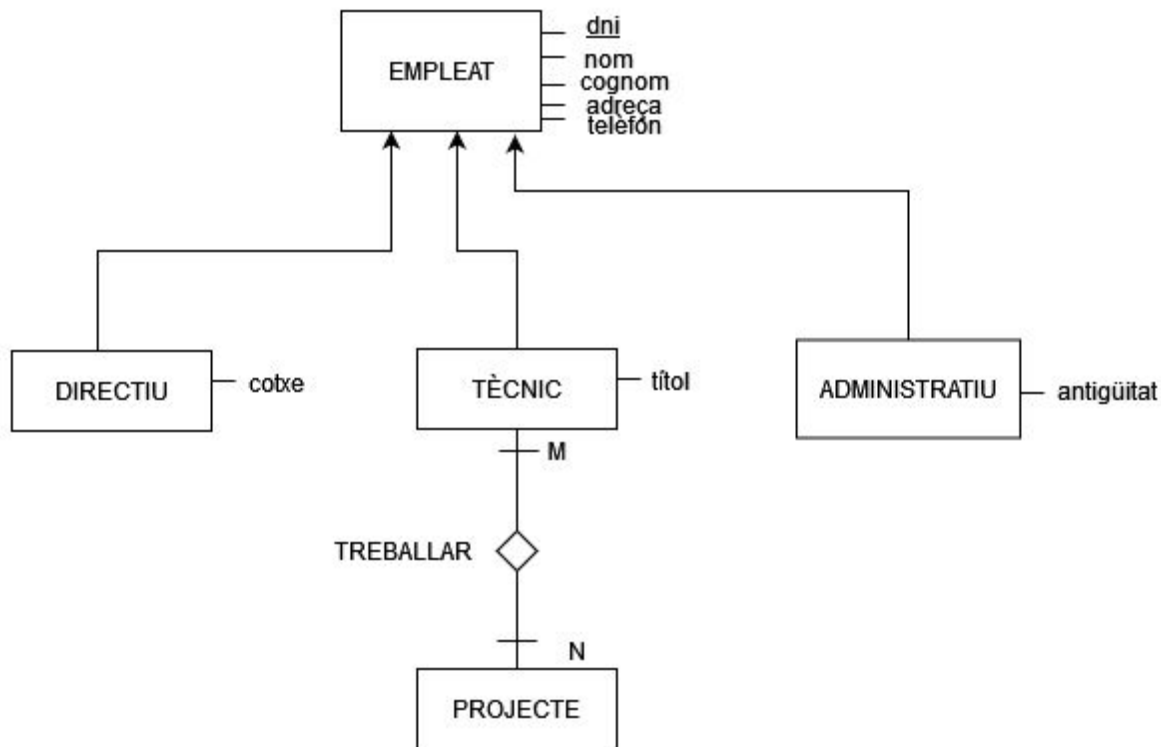 dni
EMPLEAT
nom
cognom
adreça
telèfon
DIRECTIU
cotxe
TÈCNIC
títol
ADMINISTRATIU
antigüitat
M
TREBALLAR
N
PROJECTE